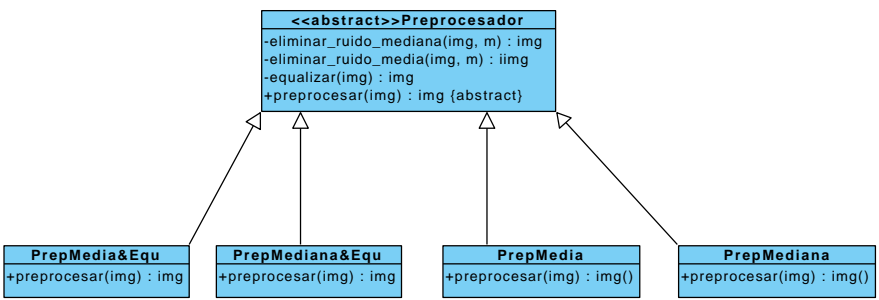 <<abstract>>Preprocesador
-eliminar_ruido_mediana(img, m) : img
-eliminar_ruido_media(img, m) : iimg
-equalizar(img) : img
+preprocesar(img) : img {abstract}
PrepMedia&Equ
+preprocesar(img) : img
PrepMediana&Equ
+preprocesar(img) : img
PrepMedia
+preprocesar(img) : img()
PrepMediana
+preprocesar(img) : img()